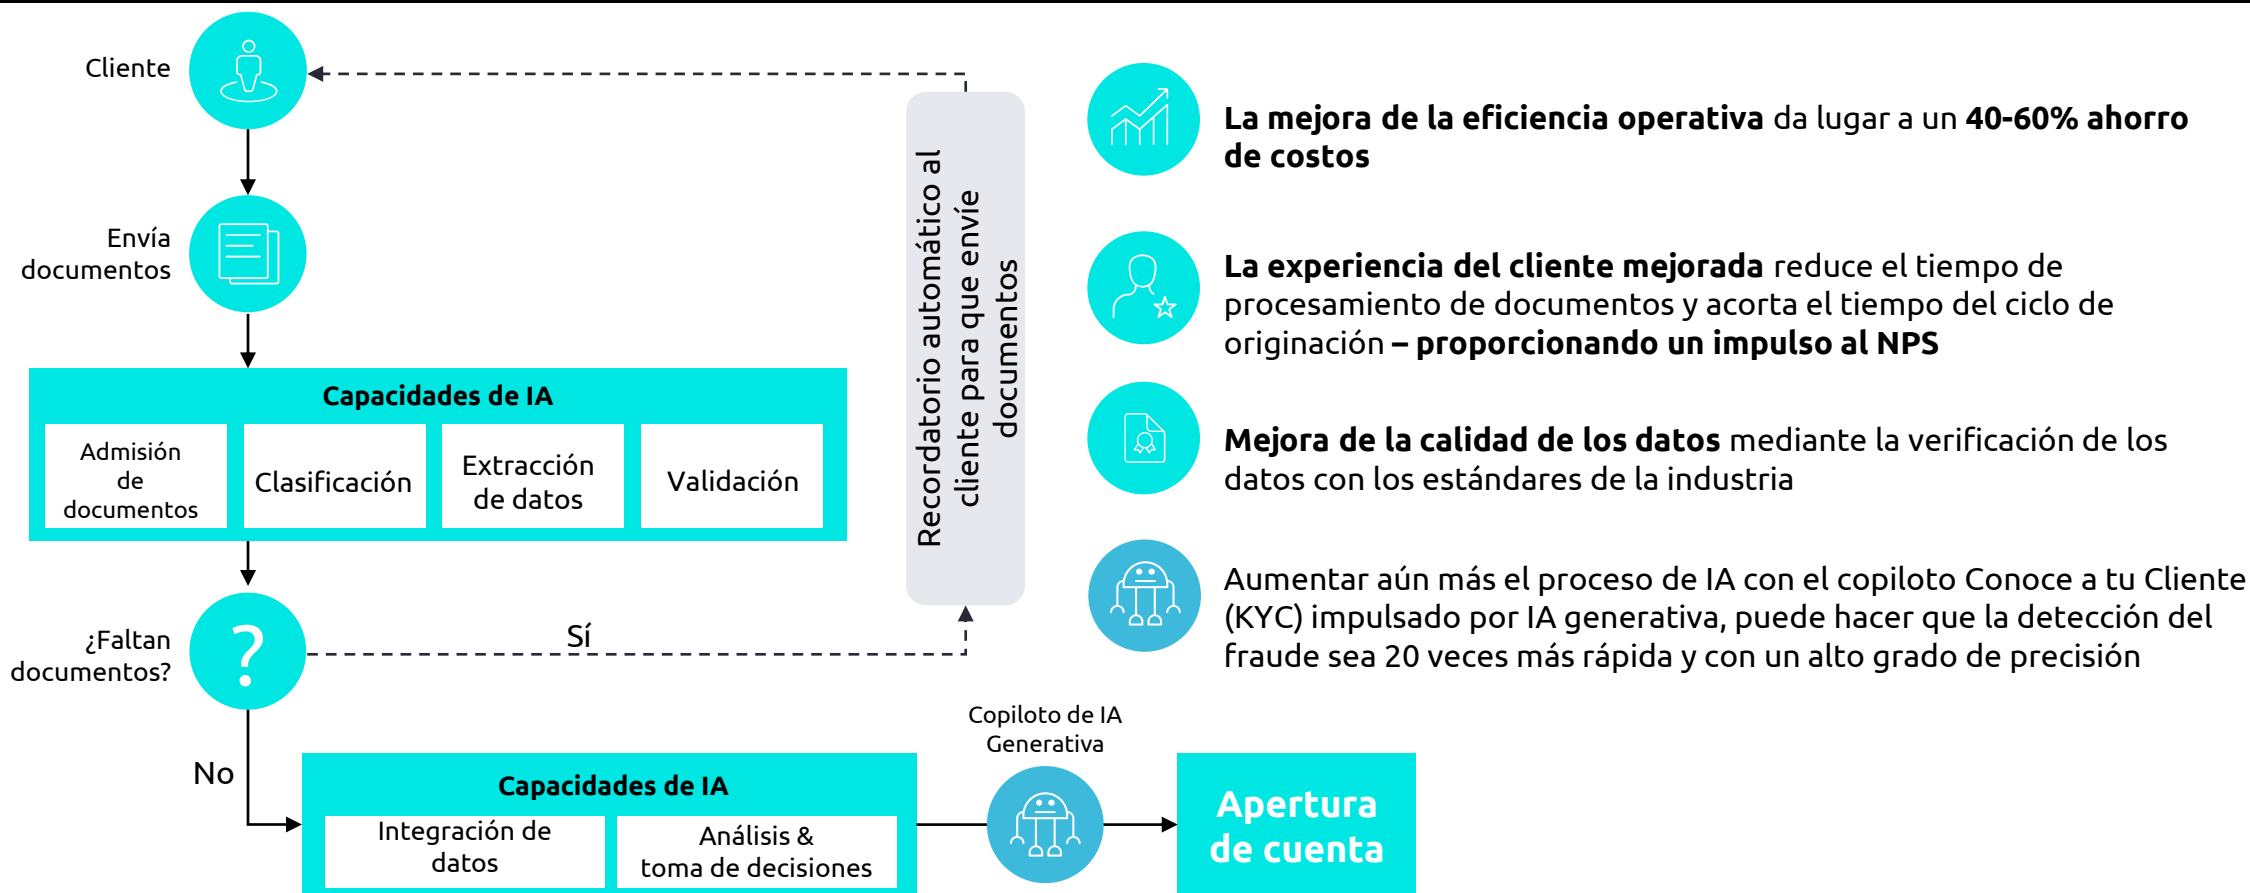 Cliente
Envía
documentos
Capacidades de IA
Admisión
de
documentos
Clasificación
Extracción
de datos
Validación
¿Faltan
documentos?
?
Sí
Recordatorio automático al
cliente para que envíe
documentos
No
Capacidades de IA
Integración de
datos
Análisis &
toma de decisiones
Copiloto de IA
Generativa
Apertura
de cuenta
La mejora de la eficiencia operativa da lugar a un 40-60% ahorro
de costos
La experiencia del cliente mejorada reduce el tiempo de
procesamiento de documentos y acorta el tiempo del ciclo de
originación – proporcionando un impulso al NPS
Mejora de la calidad de los datos mediante la verificación de los
datos con los estándares de la industria
Aumentar aún más el proceso de IA con el copiloto Conoce a tu Cliente
(KYC) impulsado por IA generativa, puede hacer que la detección del
fraude sea 20 veces más rápida y con un alto grado de precisión